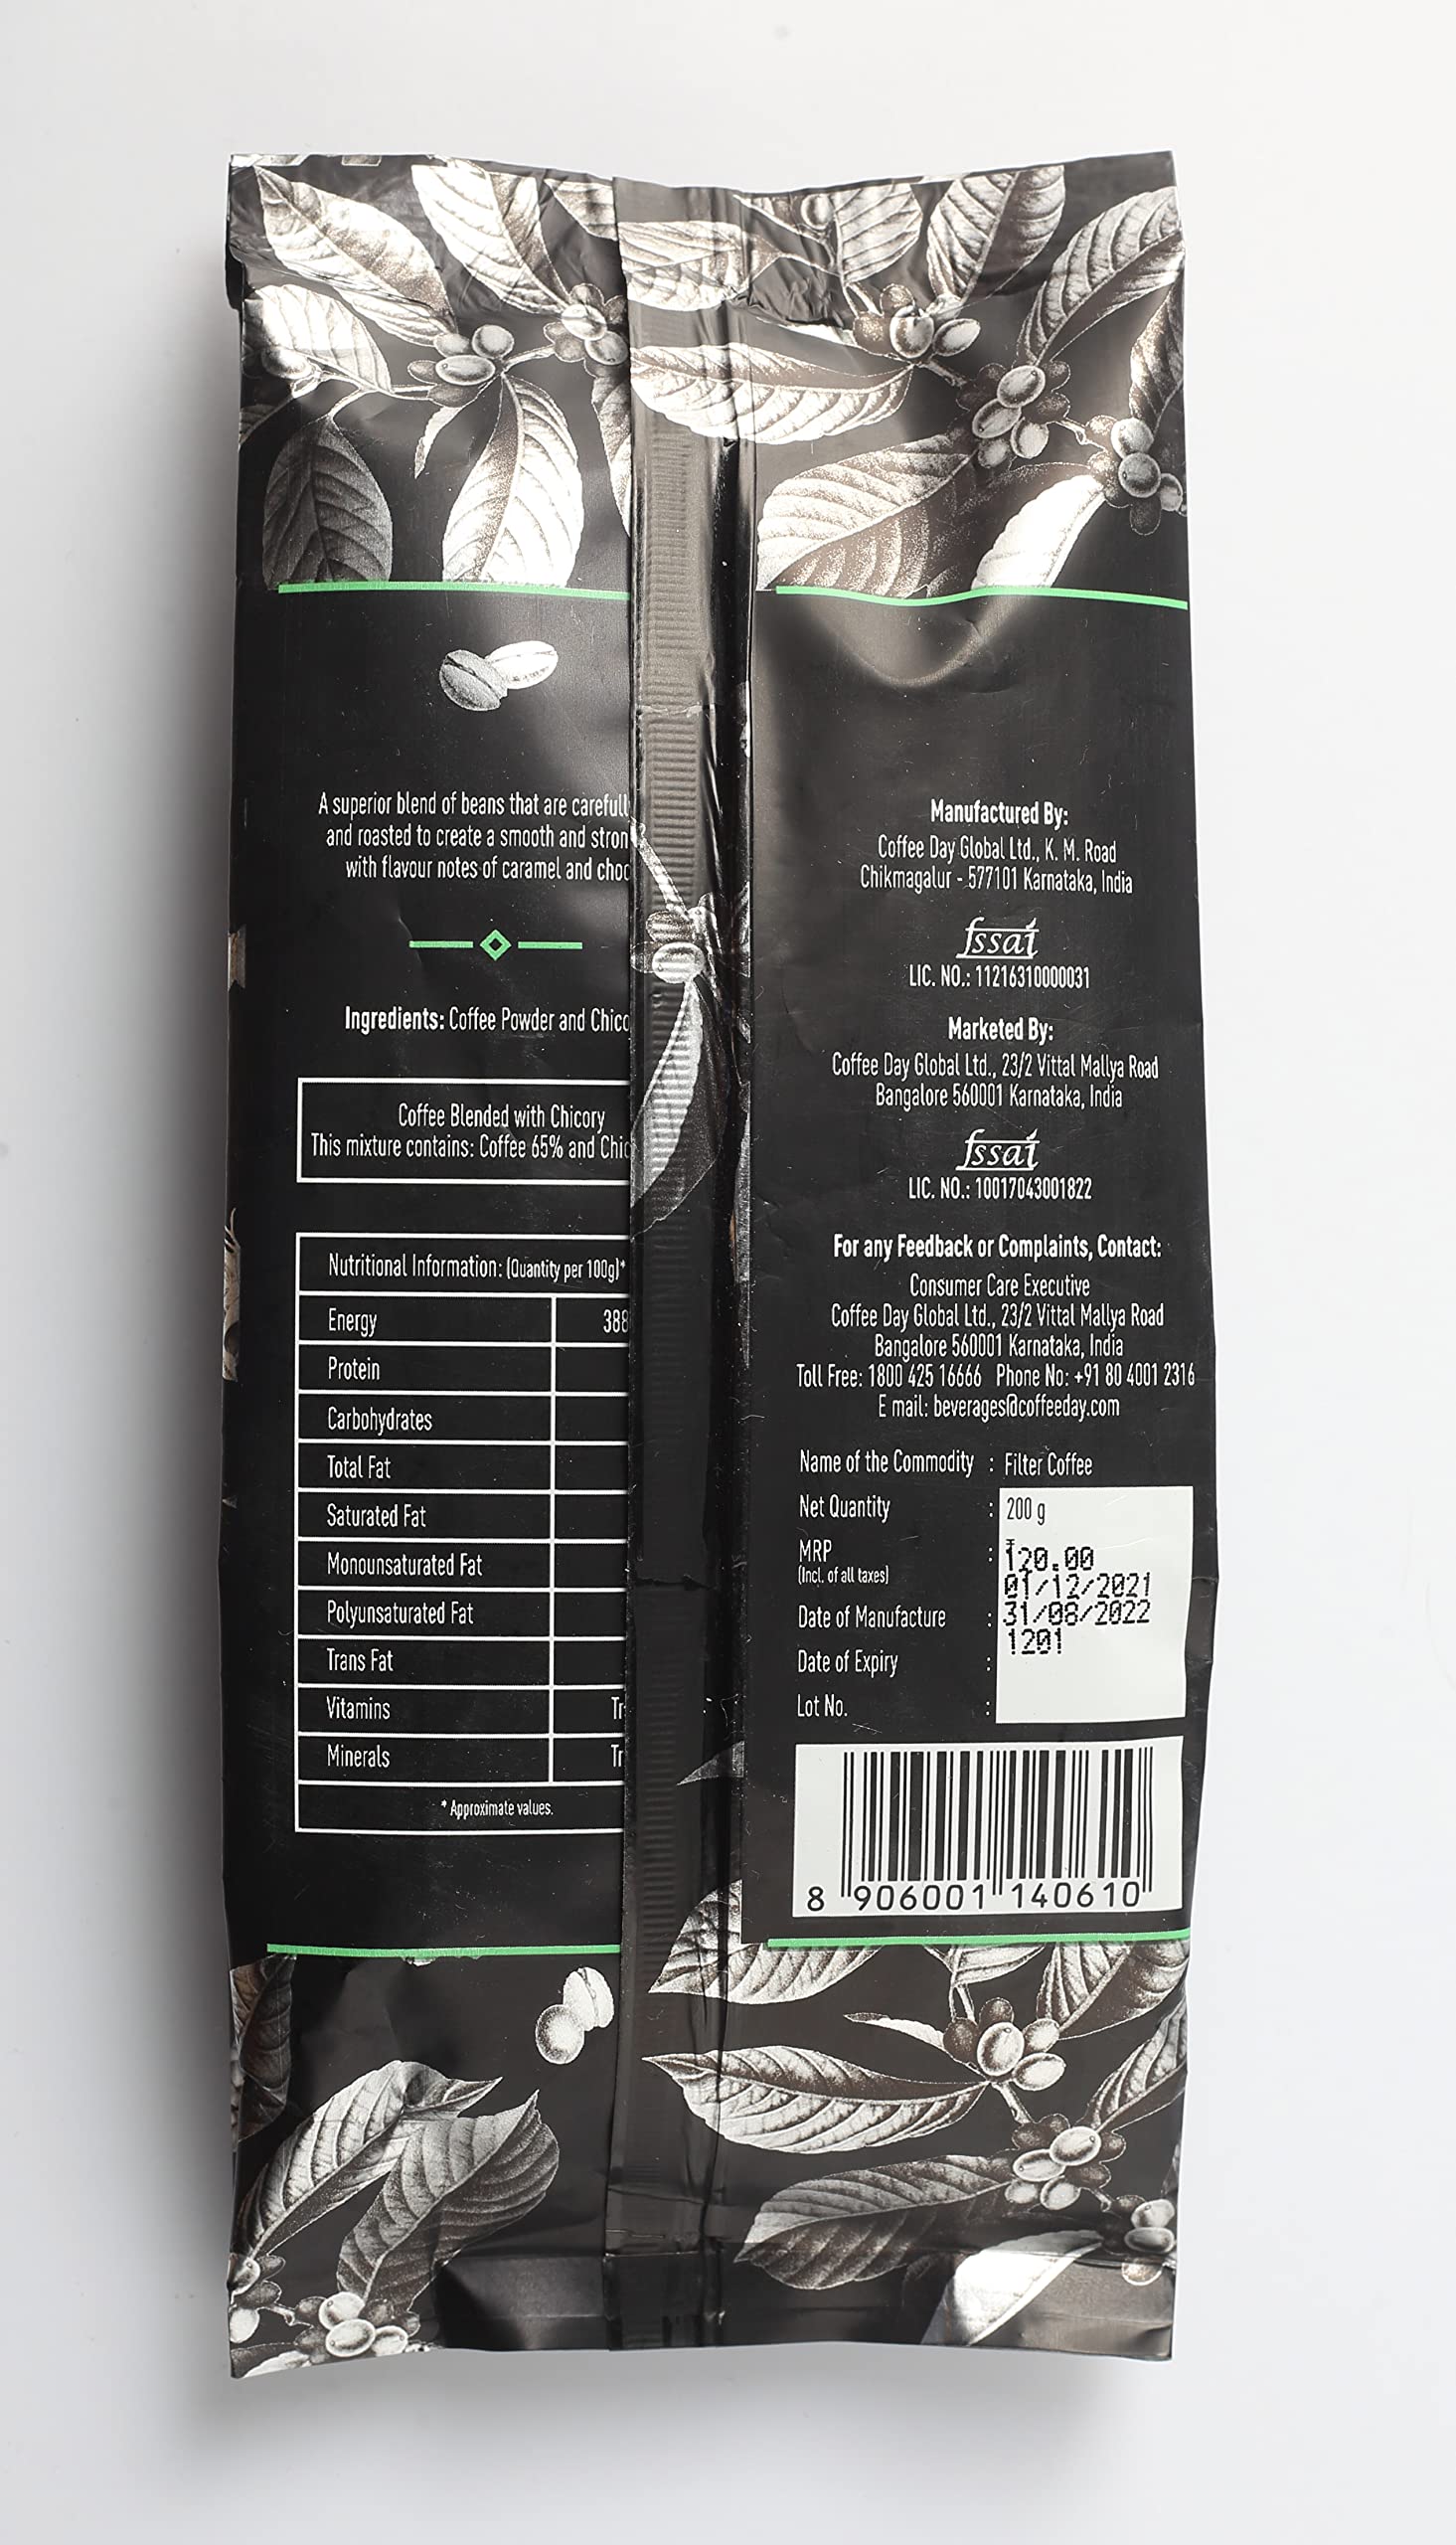 A superior blend of beans that are
and roasted to create a smooth and
with flavour notes of caramel and
Ingredients: Coffee Powder and
Coffee Blended with Chicory
This mixture contains: Coffee 65% and
Nutritional Information: (Quantity per 100g)*
Energy 388
Protein
Carbohydrates
Total Fat
Saturated Fat
Monounsaturated Fat
Polyunsaturated Fat
Trans Fat
Vitamins
Minerals
* Approximate values.
Manufactured By:
Coffee Day Global Ltd., K. M. Road
Chikmagalur - 577101 Karnataka, India
fssai
LIC. NO.: 11216310000031
Marketed By:
Coffee Day Global Ltd., 23/2 Vittal Mallya Road
Bangalore 560001 Karnataka, India
fssai
LIC. NO.: 10017043001822
For any Feedback or Complaints, Contact:
Consumer Care Executive
Coffee Day Global Ltd., 23/2 Vittal Mallya Road
Bangalore 560001 Karnataka, India
Toll Free: 1800 425 16666 Phone No: +91 80 4001 2316
E mail: beverages@coffeeday.com
Name of the Commodity : Filter Coffee
Net Quantity : 200 g
MRP : ₹120.00
(Incl. of all taxes)
01/12/2021
Date of Manufacture : 31/08/2022
1201
Date of Expiry :
Lot No. :
8 906001 140610